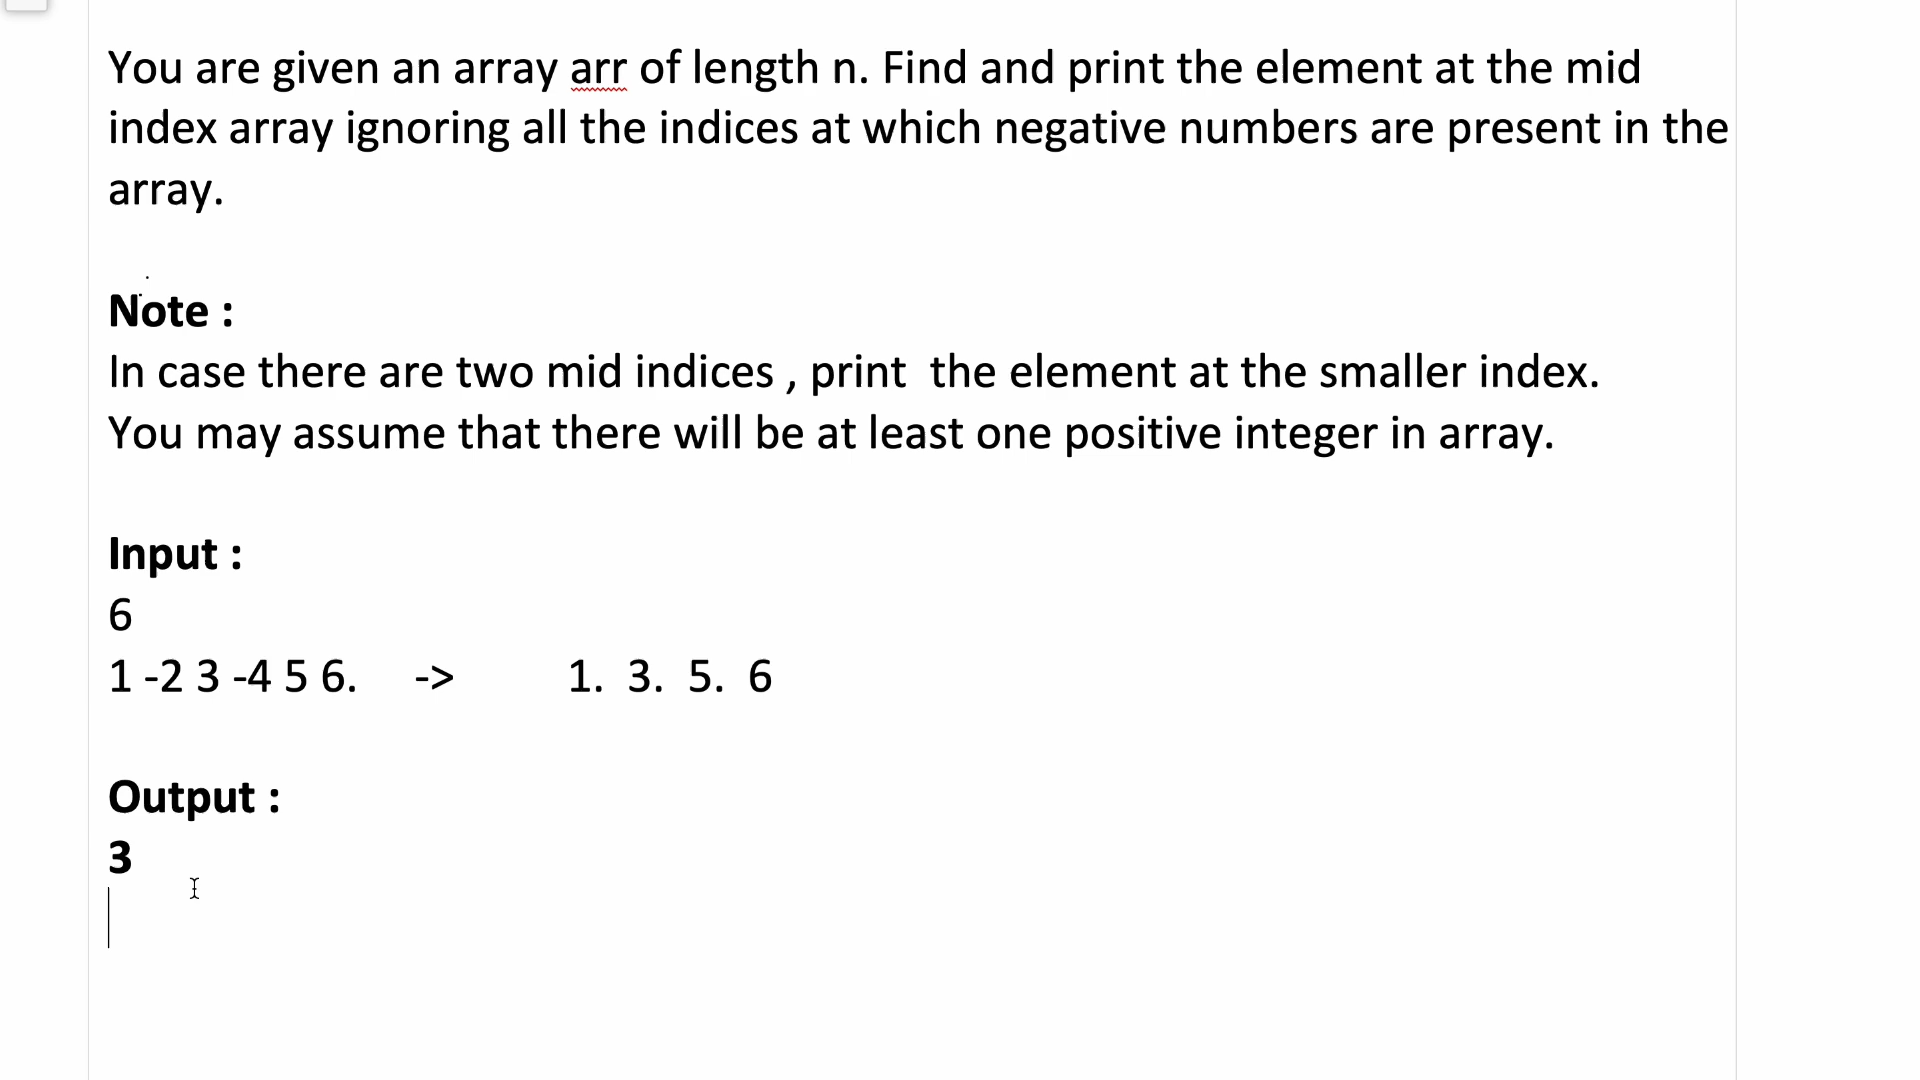 You are given an array arr of length n. Find and print the element at the mid
index array ignoring all the indices at which negative numbers are present in the
array.
Note :
In case there are two mid indices , print  the element at the smaller index.
You may assume that there will be at least one positive integer in array.
Input :
6
1 -2 3 -4 5 6.    ->    1.  3.  5.  6
Output :
3